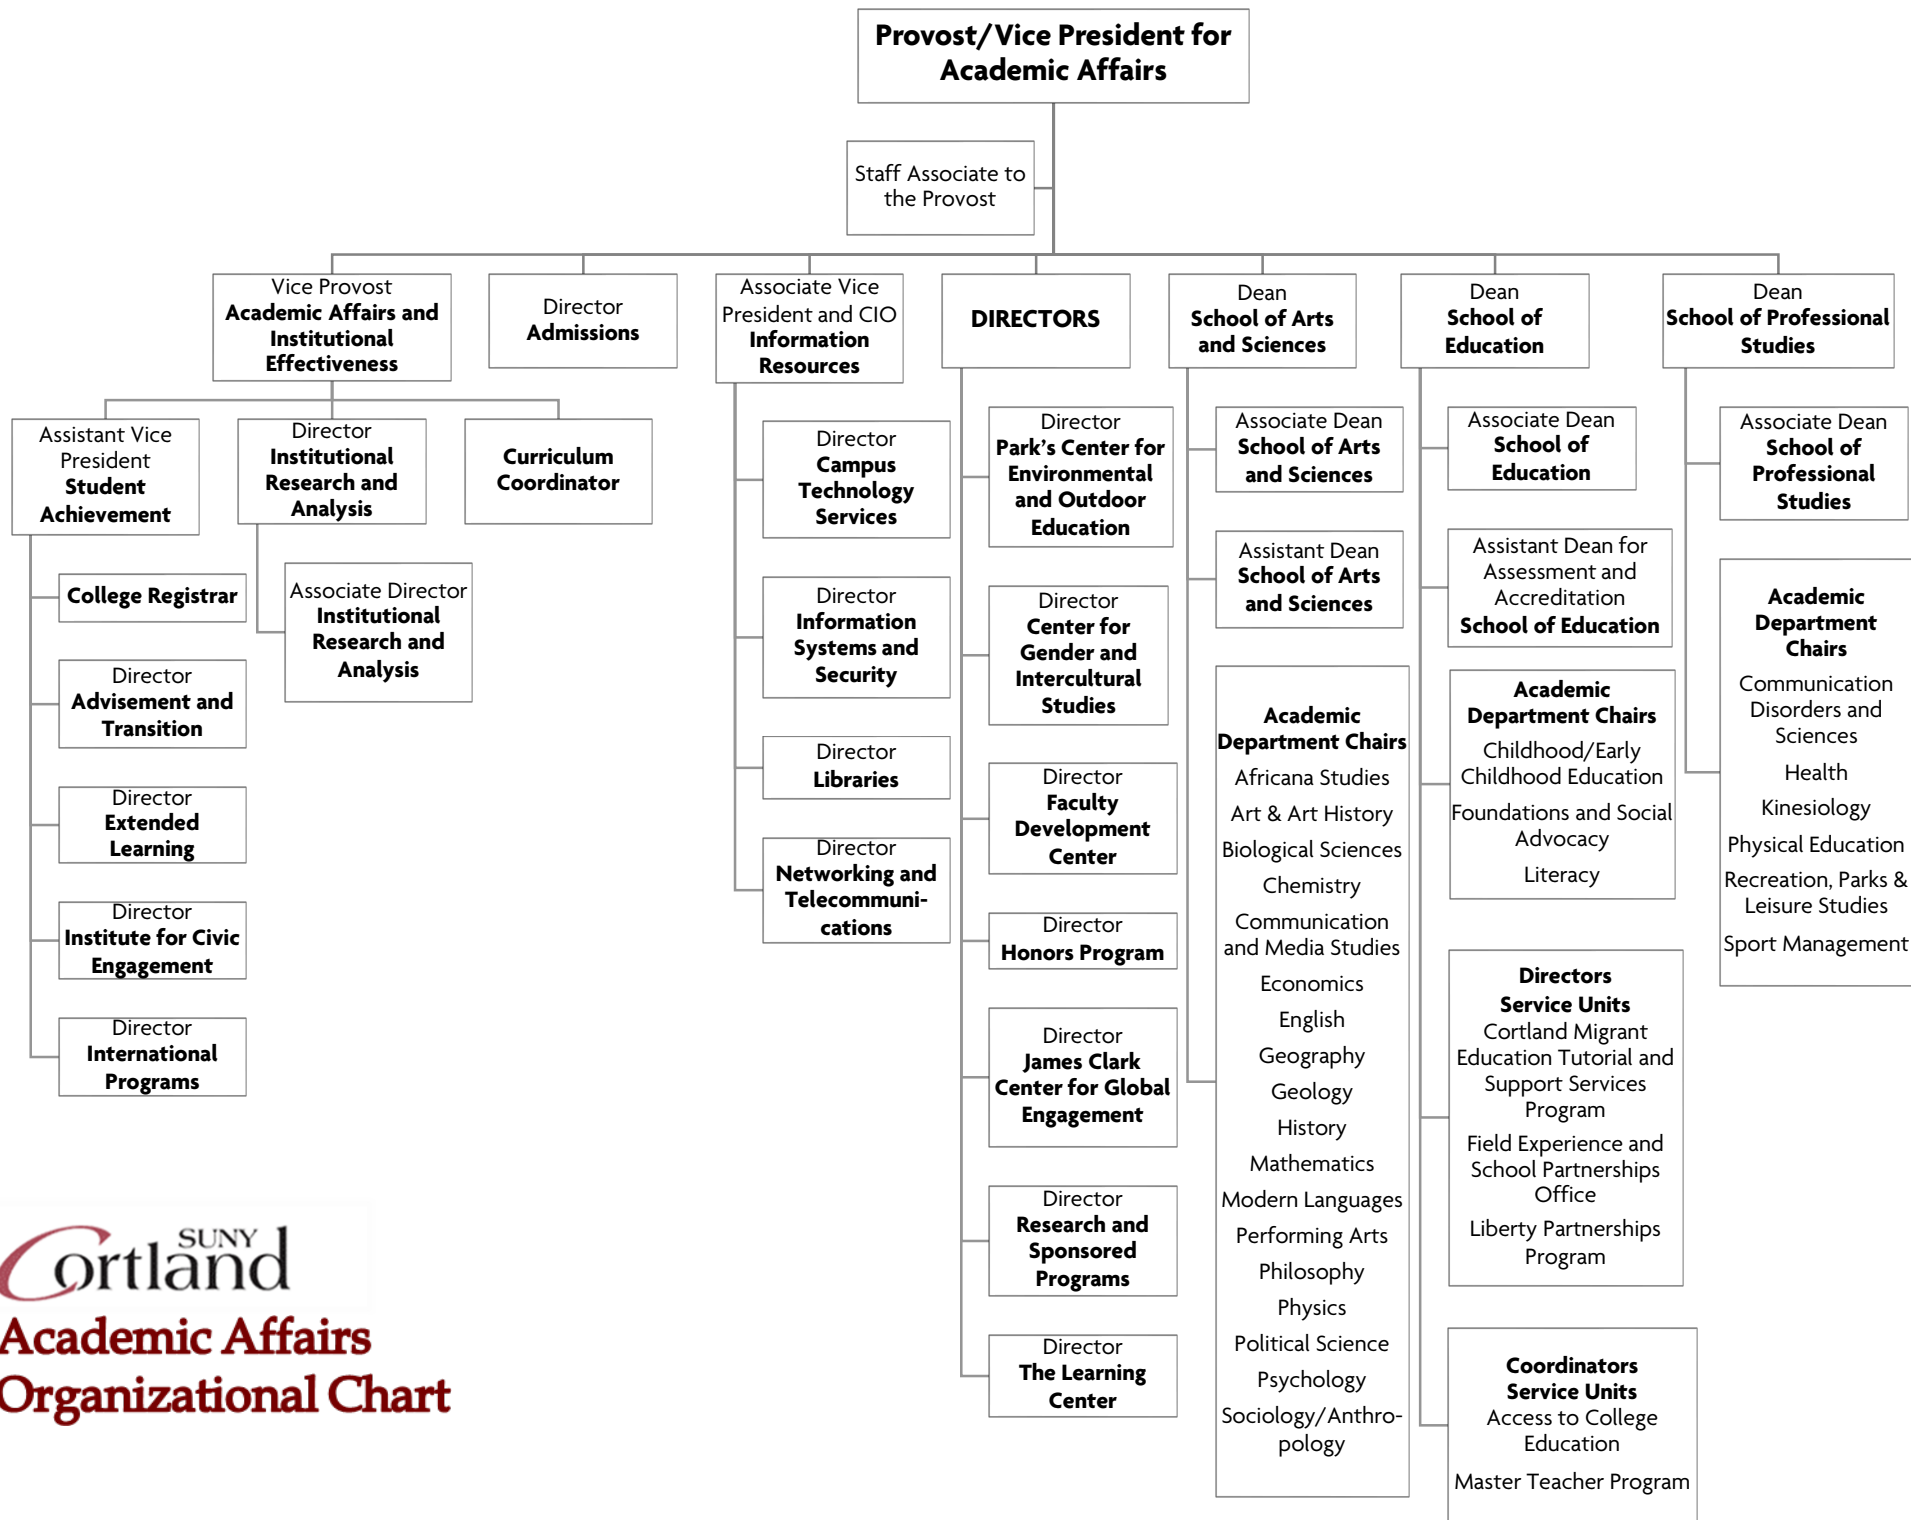 Provost/Vice President for
Academic Affairs
Staff Associate to
the Provost
Vice Provost
Academic Affairs and
Institutional
Effectiveness
Director
Admissions
Associate Vice
President and CIO
Information
Resources
DIRECTORS
Dean
School of Arts
and Sciences
Dean
School of
Education
Dean
School of Professional
Studies
Assistant Vice
President
Student
Achievement
Director
Institutional
Research and
Analysis
Curriculum
Coordinator
College Registrar
Director
Advisement and
Transition
Director
Extended
Learning
Director
Institute for Civic
Engagement
Director
International
Programs
Associate Director
Institutional
Research and
Analysis
Director
Campus
Technology
Services
Director
Information
Systems and
Security
Director
Libraries
Director
Networking and
Telecommuni-
cations
Director
Park's Center for
Environmental
and Outdoor
Education
Director
Center for
Gender and
Intercultural
Studies
Director
Faculty
Development
Center
Director
Honors Program
Director
James Clark
Center for Global
Engagement
Director
Research and
Sponsored
Programs
Director
The Learning
Center
Associate Dean
School of Arts
and Sciences
Assistant Dean
School of Arts
and Sciences
Academic
Department Chairs
Africana Studies
Art & Art History
Biological Sciences
Chemistry
Communication
and Media Studies
Economics
English
Geography
Geology
History
Mathematics
Modern Languages
Performing Arts
Philosophy
Physics
Political Science
Psychology
Sociology/Anthro-
pology
Associate Dean
School of
Education
Assistant Dean for
Assessment and
Accreditation
School of Education
Academic
Department Chairs
Childhood/Early
Childhood Education
Foundations and Social
Advocacy
Literacy
Directors
Service Units
Cortland Migrant
Education Tutorial and
Support Services
Program
Field Experience and
School Partnerships
Office
Liberty Partnerships
Program
Coordinators
Service Units
Access to College
Education
Master Teacher Program
Associate Dean
School of
Professional
Studies
Academic
Department
Chairs
Communication
Disorders and
Sciences
Health
Kinesiology
Physical Education
Recreation, Parks &
Leisure Studies
Sport Management
SUNY
Cortland
Academic Affairs
Organizational Chart